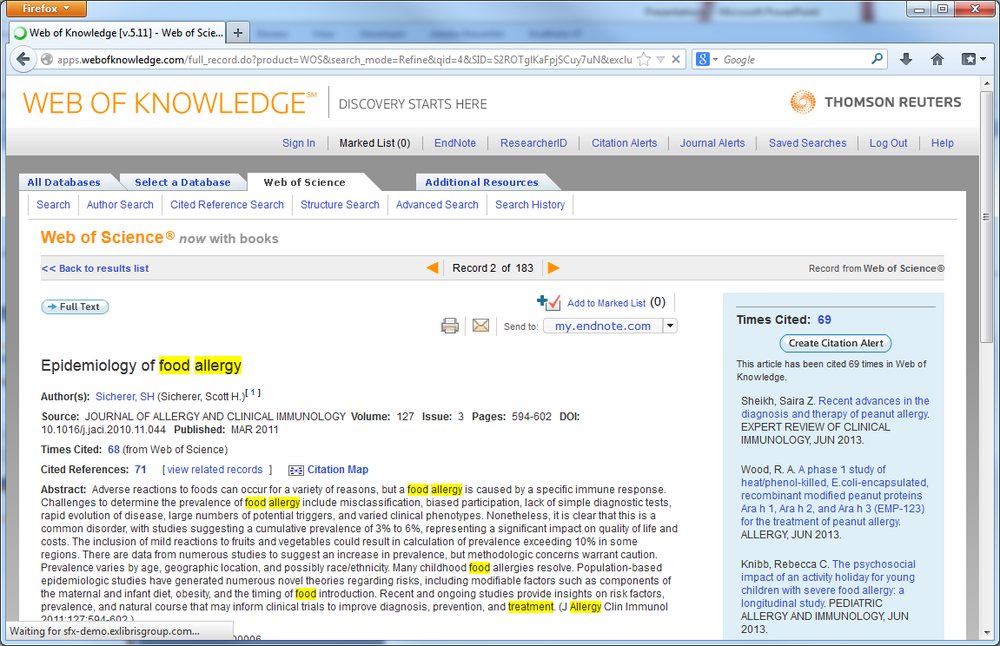 Firefox
Web of Knowledge [v.5.11] - Web of Scie...
apps.webofknowledge.com/full_record.do?product=WOS&search_mode=Refine&qid=4&SID=S2ROTglKaFpjSCuy7uN&exclu
Google
WEB OF KNOWLEDGE℠ DISCOVERY STARTS HERE
THOMSON REUTERS
Sign In Marked List (0) EndNote ResearcherID Citation Alerts Journal Alerts Saved Searches Log Out Help
All Databases Select a Database Web of Science Additional Resources
Search Author Search Cited Reference Search Structure Search Advanced Search Search History
Web of Science® now with books
<< Back to results list Record 2 of 183 Record from Web of Science®
Full Text
Add to Marked List (0)
Send to: my.endnote.com
Epidemiology of food allergy
Author(s): Sicherer, SH (Sicherer, Scott H.)[ 1 ]
Source: JOURNAL OF ALLERGY AND CLINICAL IMMUNOLOGY Volume: 127 Issue: 3 Pages: 594-602 DOI:
10.1016/j.jaci.2010.11.044 Published: MAR 2011
Times Cited: 68 (from Web of Science)
Cited References: 71 [ view related records ] Citation Map
Abstract: Adverse reactions to foods can occur for a variety of reasons, but a food allergy is caused by a specific immune response.
Challenges to determine the prevalence of food allergy include misclassification, biased participation, lack of simple diagnostic tests,
rapid evolution of disease, large numbers of potential triggers, and varied clinical phenotypes. Nonetheless, it is clear that this is a
common disorder, with studies suggesting a cumulative prevalence of 3% to 6%, representing a significant impact on quality of life and
costs. The inclusion of mild reactions to fruits and vegetables could result in calculation of prevalence exceeding 10% in some
regions. There are data from numerous studies to suggest an increase in prevalence, but methodologic concerns warrant caution.
Prevalence varies by age, geographic location, and possibly race/ethnicity. Many childhood food allergies resolve. Population-based
epidemiologic studies have generated numerous novel theories regarding risks, including modifiable factors such as components of
the maternal and infant diet, obesity, and the timing of food introduction. Recent and ongoing studies provide insights on risk factors,
prevalence, and natural course that may inform clinical trials to improve diagnosis, prevention, and treatment. (J Allergy Clin Immunol
2011;127:594-602.)
Waiting for sfx-demo.exlibrisgroup.com...
Times Cited: 69
Create Citation Alert
This article has been cited 69 times in Web of
Knowledge.
Sheikh, Saira Z. Recent advances in the
diagnosis and therapy of peanut allergy.
EXPERT REVIEW OF CLINICAL
IMMUNOLOGY, JUN 2013.
Wood, R. A. A phase 1 study of
heat/phenol-killed, E.coli-encapsulated,
recombinant modified peanut proteins
Ara h 1, Ara h 2, and Ara h 3 (EMP-123)
for the treatment of peanut allergy.
ALLERGY, JUN 2013.
Knibb, Rebecca C. The psychosocial
impact of an activity holiday for young
children with severe food allergy: a
longitudinal study. PEDIATRIC
ALLERGY AND IMMUNOLOGY, JUN
2013.